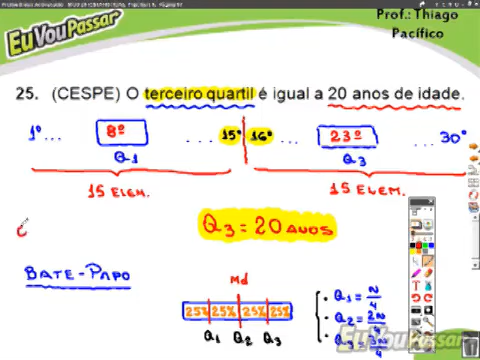 Prof.: Thiago
Pacífico
EuVouPassar
25. (CESPE) O terceiro quartil é igual a 20 anos de idade.
1º ... 8º ... 15º 16º ... 23º ... 30º
Q1 Q3
15 ELEM. 15 ELEM.
Q3 = 20 ANOS
BATE-PAPO
Md
25% 25% 25% 25%
Q1 Q2 Q3
Q1 = N/4
Q2 = 2N/4
Q3 = 3N/4
EuVouPassar